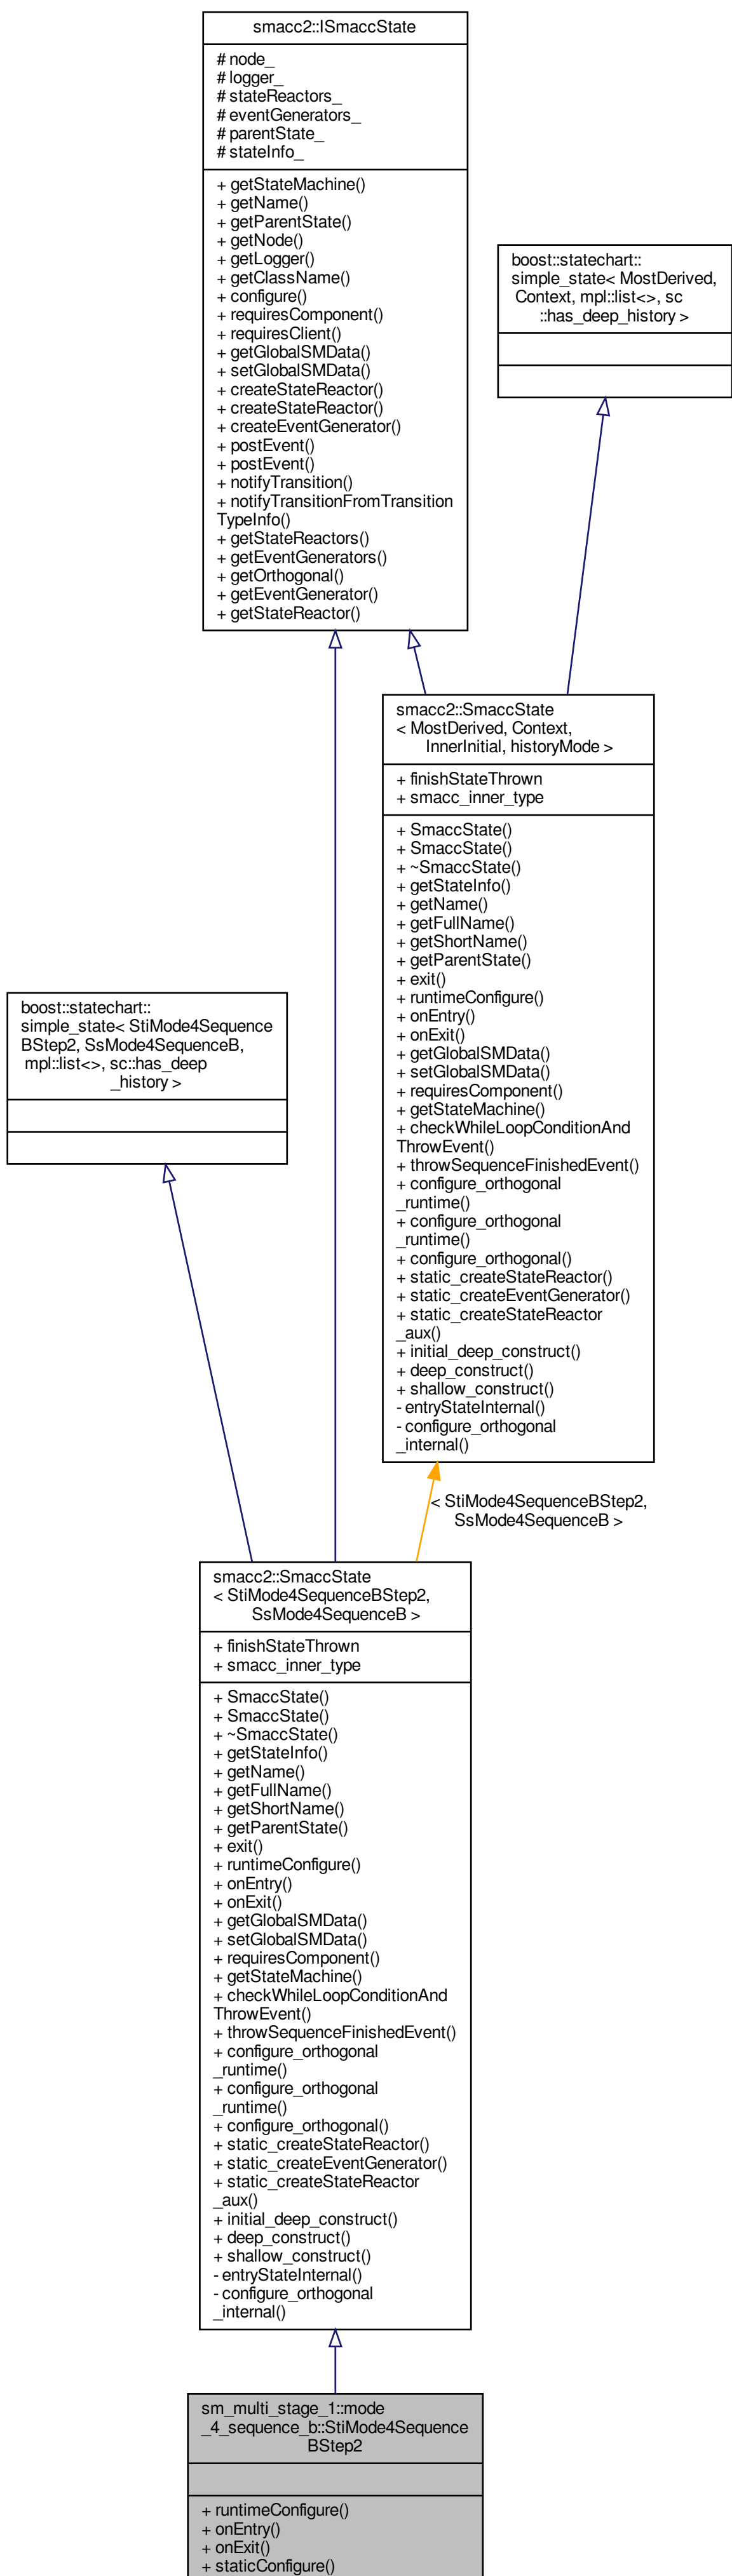 smacc2::ISmaccState
# node_
# logger_
# stateReactors_
# eventGenerators_
# parentState_
# stateInfo_
+ getStateMachine()
+ getName()
+ getParentState()
+ getNode()
+ getLogger()
+ getClassName()
+ configure()
+ requiresComponent()
+ requiresClient()
+ getGlobalSMData()
+ setGlobalSMData()
+ createStateReactor()
+ createStateReactor()
+ createEventGenerator()
+ postEvent()
+ postEvent()
+ notifyTransition()
+ notifyTransitionFromTransition
TypeInfo()
+ getStateReactors()
+ getEventGenerators()
+ getOrthogonal()
+ getEventGenerator()
+ getStateReactor()
boost::statechart::
simple_state< MostDerived,
Context, mpl::list<>, sc
::has_deep_history >
smacc2::SmaccState
< MostDerived, Context,
InnerInitial, historyMode >
+ finishStateThrown
+ smacc_inner_type
+ SmaccState()
+ SmaccState()
+ ~SmaccState()
+ getStateInfo()
+ getName()
+ getFullName()
+ getShortName()
+ getParentState()
+ exit()
+ runtimeConfigure()
+ onEntry()
+ onExit()
+ getGlobalSMData()
+ setGlobalSMData()
+ requiresComponent()
+ getStateMachine()
+ checkWhileLoopConditionAnd
ThrowEvent()
+ throwSequenceFinishedEvent()
+ configure_orthogonal
_runtime()
+ configure_orthogonal
_runtime()
+ configure_orthogonal()
+ static_createStateReactor()
+ static_createEventGenerator()
+ static_createStateReactor
_aux()
+ initial_deep_construct()
+ deep_construct()
+ shallow_construct()
- entryStateInternal()
- configure_orthogonal
_internal()
boost::statechart::
simple_state< StiMode4Sequence
BStep2, SsMode4SequenceB,
mpl::list<>, sc::has_deep
_history >
< StiMode4SequenceBStep2,
SsMode4SequenceB >
smacc2::SmaccState
< StiMode4SequenceBStep2,
SsMode4SequenceB >
+ finishStateThrown
+ smacc_inner_type
+ SmaccState()
+ SmaccState()
+ ~SmaccState()
+ getStateInfo()
+ getName()
+ getFullName()
+ getShortName()
+ getParentState()
+ exit()
+ runtimeConfigure()
+ onEntry()
+ onExit()
+ getGlobalSMData()
+ setGlobalSMData()
+ requiresComponent()
+ getStateMachine()
+ checkWhileLoopConditionAnd
ThrowEvent()
+ throwSequenceFinishedEvent()
+ configure_orthogonal
_runtime()
+ configure_orthogonal
_runtime()
+ configure_orthogonal()
+ static_createStateReactor()
+ static_createEventGenerator()
+ static_createStateReactor
_aux()
+ initial_deep_construct()
+ deep_construct()
+ shallow_construct()
- entryStateInternal()
- configure_orthogonal
_internal()
sm_multi_stage_1::mode
_4_sequence_b::StiMode4Sequence
BStep2
+ runtimeConfigure()
+ onEntry()
+ onExit()
+ staticConfigure()